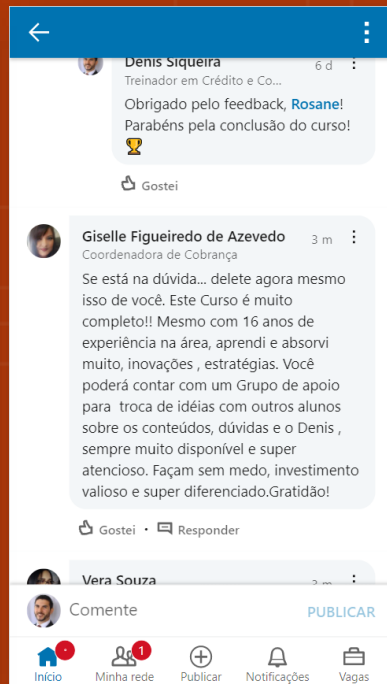 Denis Siqueira
6 d
Treinador em Crédito e Co...
Obrigado pelo feedback, Rosane!
Parabéns pela conclusão do curso!
Gostei
Giselle Figueiredo de Azevedo
3 m
Coordenadora de Cobrança
Se está na dúvida... delete agora mesmo
isso de você. Este Curso é muito
completo!! Mesmo com 16 anos de
experiência na área, aprendi e absorvi
muito, inovações , estratégias. Você
poderá contar com um Grupo de apoio
para  troca de idéias com outros alunos
sobre os conteúdos, dúvidas e o Denis ,
sempre muito disponível e super
atencioso. Façam sem medo, investimento
valioso e super diferenciado.Gratidão!
Gostei • Responder
Vera Souza
3 m
Comente
PUBLICAR
1
Início
Minha rede
Publicar
Notificações
Vagas